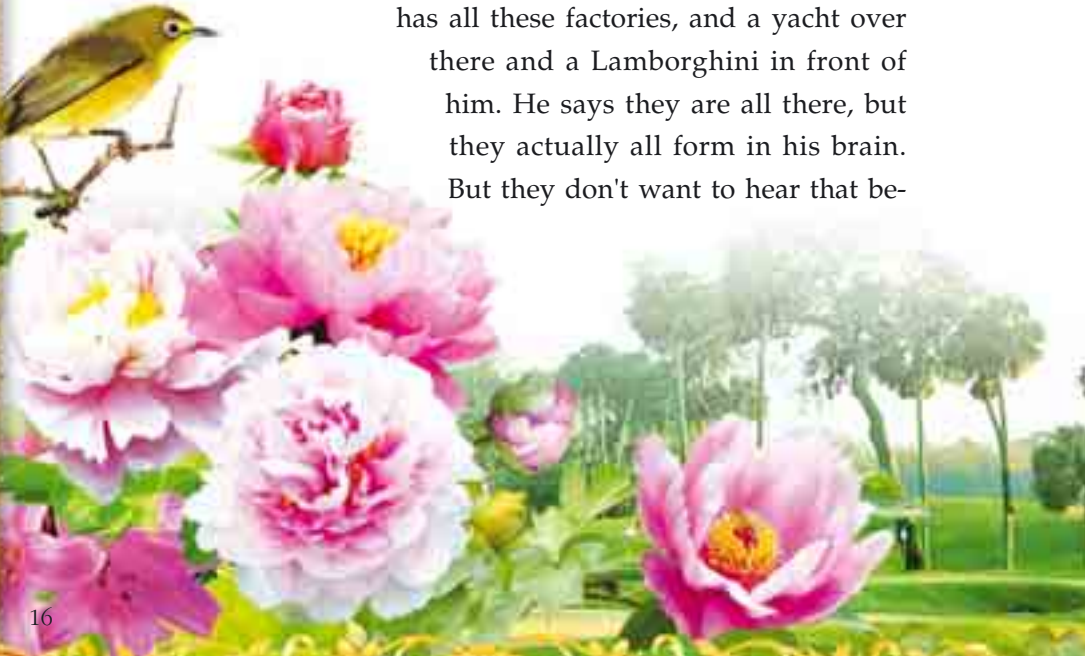 has all these factories, and a yacht over
there and a Lamborghini in front of
him. He says they are all there, but
they actually all form in his brain.
But they don't want to hear that be-
16